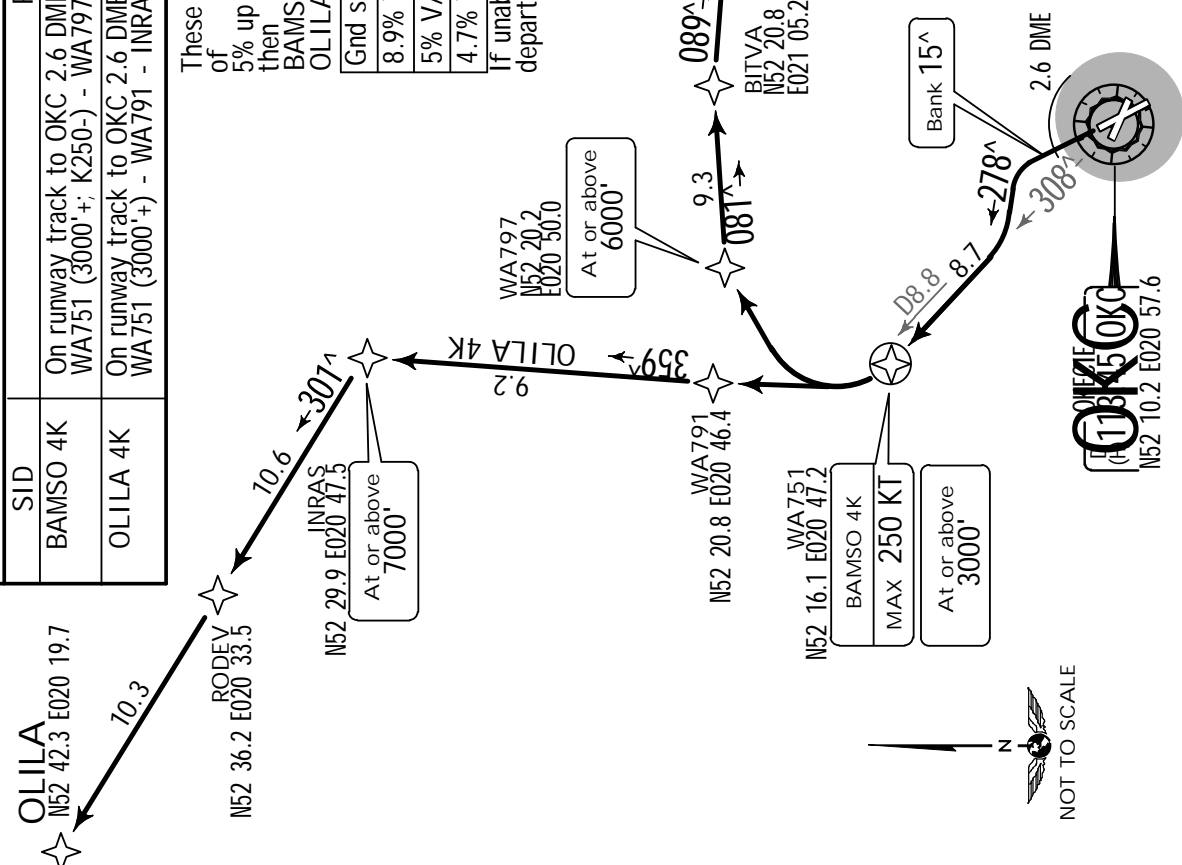 SID
BAMSO 4K
On runway track to OKC 2.6 DME
WA751 (3000'+; K250-) - WA797
OLILA 4K
On runway track to OKC 2.6 DME
WA751 (3000'+) - WA791 - INRA
These
of
5% up
then
BAMS
OLILA
Gnd s
8.9%
5% VA
4.7%
If unab
depart
OLILA
N52 42.3 E020 19.7
10.3
RODEV
N52 36.2 E020 33.5
10.6
301^
INRAS
N52 29.9 E020 47.5
At or above
7000'
9.2
OLILA 4K
359^
WA791
N52 20.8 E020 46.4
WA797
N52 20.2
E020 50.0
At or above
6000'
9.3
081^
089^
BITVA
N52 20.8
E021 05.2
WA751
N52 16.1 E020 47.2
BAMSO 4K
MAX 250 KT
At or above
3000'
D8.8
8.7
278^
308^
Bank 15^
2.6 DME
OKC
N52 10.2 E020 57.6
N
NOT TO SCALE